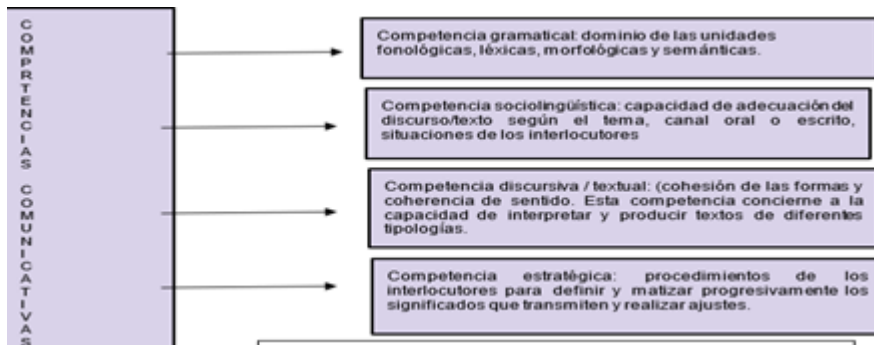 COMPRTENCIAS COMUNICATIVAS
Competencia gramatical: dominio de las unidades
fonológicas, léxicas, morfológicas y semánticas.
Competencia sociolingüística: capacidad de adecuación del
discurso/texto según el tema, canal oral o escrito,
situaciones de los interlocutores
Competencia discursiva / textual: (cohesión de las formas y
coherencia de sentido. Esta competencia concierne a la
capacidad de interpretar y producir textos de diferentes
tipologías.
Competencia estratégica: procedimientos de los
interlocutores para definir y matizar progresivamente los
significados que transmiten y realizar ajustes.